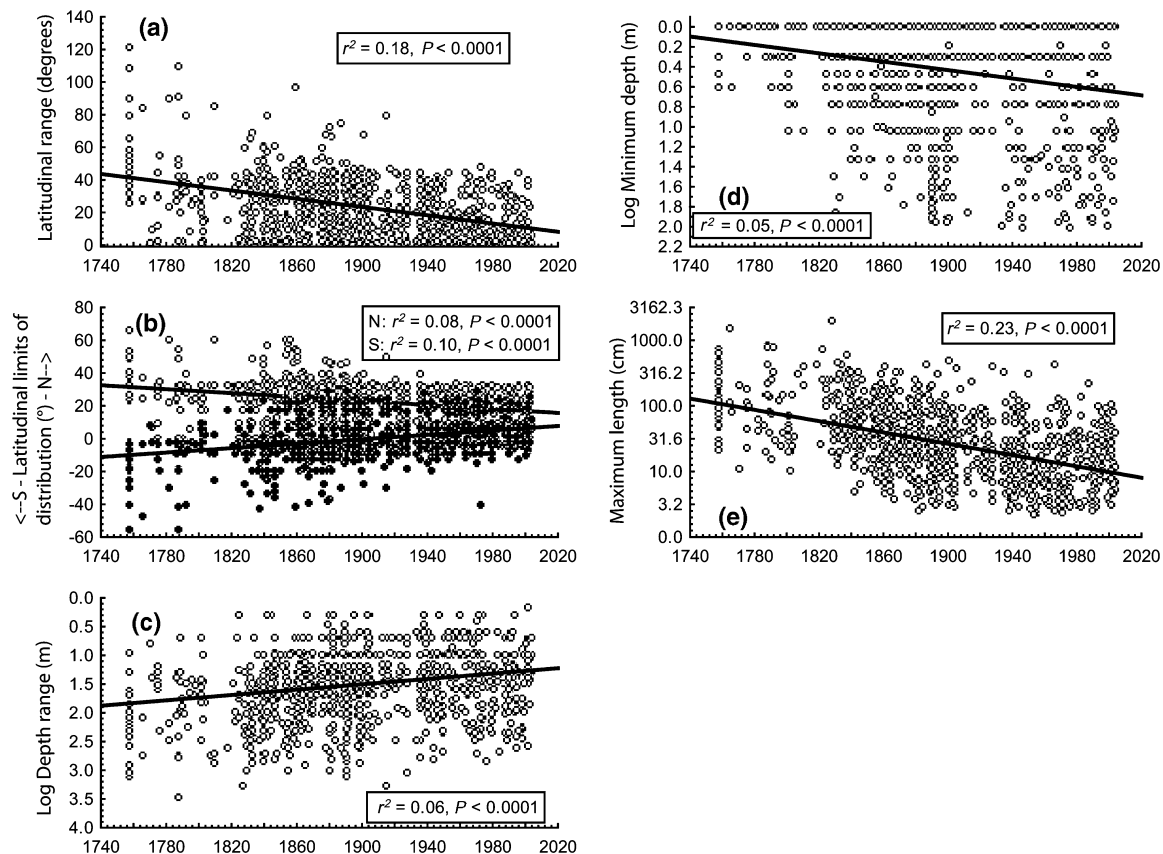 (a)
r² = 0.18, P < 0.0001
Latitudinal range (degrees)
140
120
100
80
60
40
20
0
1740 1780 1820 1860 1900 1940 1980 2020
(b)
N: r² = 0.08, P < 0.0001
S: r² = 0.10, P < 0.0001
<--S - Latitudinal limits of
distribution (°) - N-->
80
60
40
20
0
-20
-40
-60
1740 1780 1820 1860 1900 1940 1980 2020
(c)
r² = 0.06, P < 0.0001
Log Depth range (m)
0.0
0.5
1.0
1.5
2.0
2.5
3.0
3.5
4.0
1740 1780 1820 1860 1900 1940 1980 2020
(d)
r² = 0.05, P < 0.0001
Log Minimum depth (m)
0.0
0.2
0.4
0.6
0.8
1.0
1.2
1.4
1.6
1.8
2.0
2.2
1740 1780 1820 1860 1900 1940 1980 2020
(e)
r² = 0.23, P < 0.0001
Maximum length (cm)
3162.3
1000.0
316.2
100.0
31.6
10.0
3.2
0.0
1740 1780 1820 1860 1900 1940 1980 2020